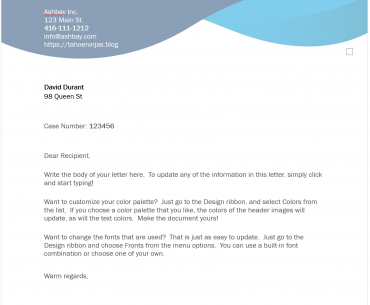 Ashbay Inc.
123 Main St.
416-111-1212
info@ashbay.com
https://tahoeninjas.blog
David Durant
98 Queen St
Case Number: 123456
Dear Recipient,
Write the body of your letter here.  To update any of the information in this letter, simply click
and start typing!
Want to customize your color palette?  Just go to the Design ribbon, and select Colors from
the list.  If you choose a color palette that you like, the colors of the header images will
update, as will the text colors.  Make the document yours!
Want to change the fonts that are used?  That is just as easy to update.  Just go to the
Design ribbon and choose Fonts from the menu options.  You can use a built-in font
combination or choose one of your own.
Warm regards,